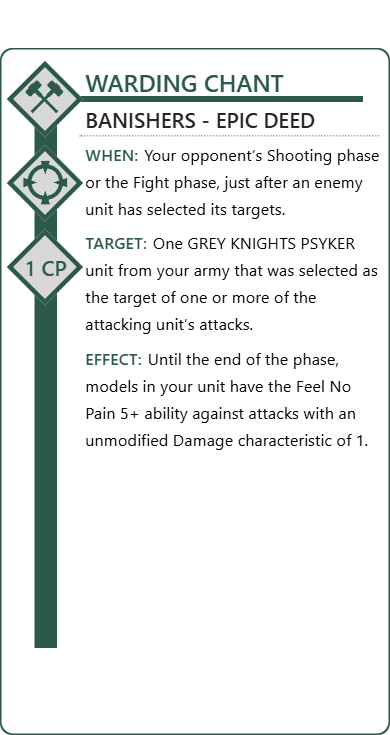 WARDING CHANT
BANISHERS - EPIC DEED
WHEN: Your opponent's Shooting phase
or the Fight phase, just after an enemy
unit has selected its targets.
TARGET: One GREY KNIGHTS PSYKER
unit from your army that was selected as
the target of one or more of the
attacking unit's attacks.
1 CP
EFFECT: Until the end of the phase,
models in your unit have the Feel No
Pain 5+ ability against attacks with an
unmodified Damage characteristic of 1.